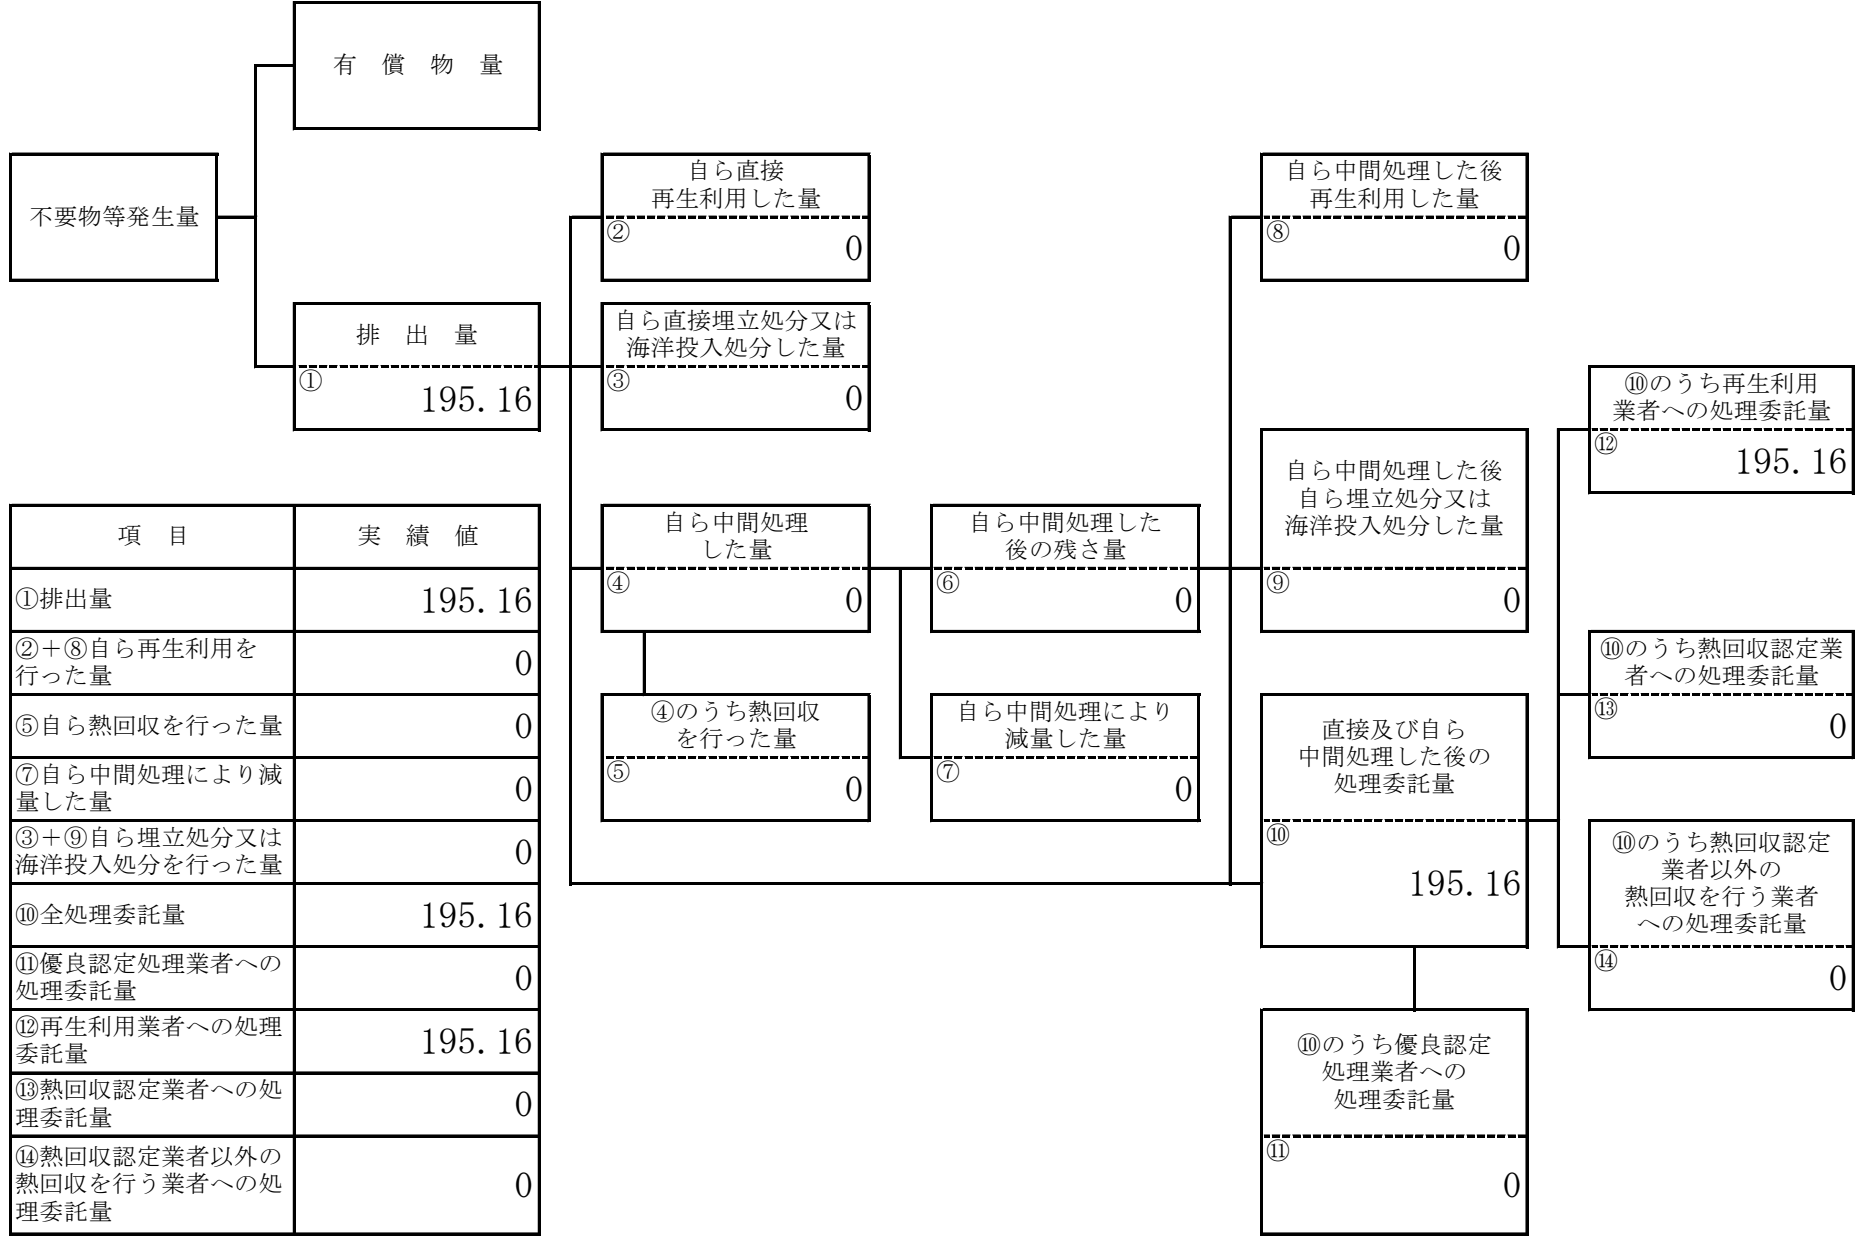 有　償　物　量
不要物等発生量
排　出　量
①
195.16
自ら直接
再生利用した量
②
0
自ら直接埋立処分又は
海洋投入処分した量
③
0
自ら中間処理
した量
④
0
④のうち熱回収
を行った量
⑤
0
自ら中間処理した
後の残さ量
⑥
0
自ら中間処理により
減量した量
⑦
0
自ら中間処理した後
再生利用した量
⑧
0
自ら中間処理した後
自ら埋立処分又は
海洋投入処分した量
⑨
0
直接及び自ら
中間処理した後の
処理委託量
⑩
195.16
⑩のうち優良認定
処理業者への
処理委託量
⑪
0
⑩のうち再生利用
業者への処理委託量
⑫
195.16
⑩のうち熱回収認定業
者への処理委託量
⑬
0
⑩のうち熱回収認定
業者以外の
熱回収を行う業者
への処理委託量
⑭
0
項　目　実　績　値
①排出量　195.16
②＋⑧自ら再生利用を
行った量
0
⑤自ら熱回収を行った量　0
⑦自ら中間処理により減
量した量
0
③＋⑨自ら埋立処分又は
海洋投入処分を行った量
0
⑩全処理委託量　195.16
⑪優良認定処理業者への
処理委託量
0
⑫再生利用業者への処理
委託量
195.16
⑬熱回収認定業者への処
理委託量
0
⑭熱回収認定業者以外の
熱回収を行う業者への処
理委託量
0